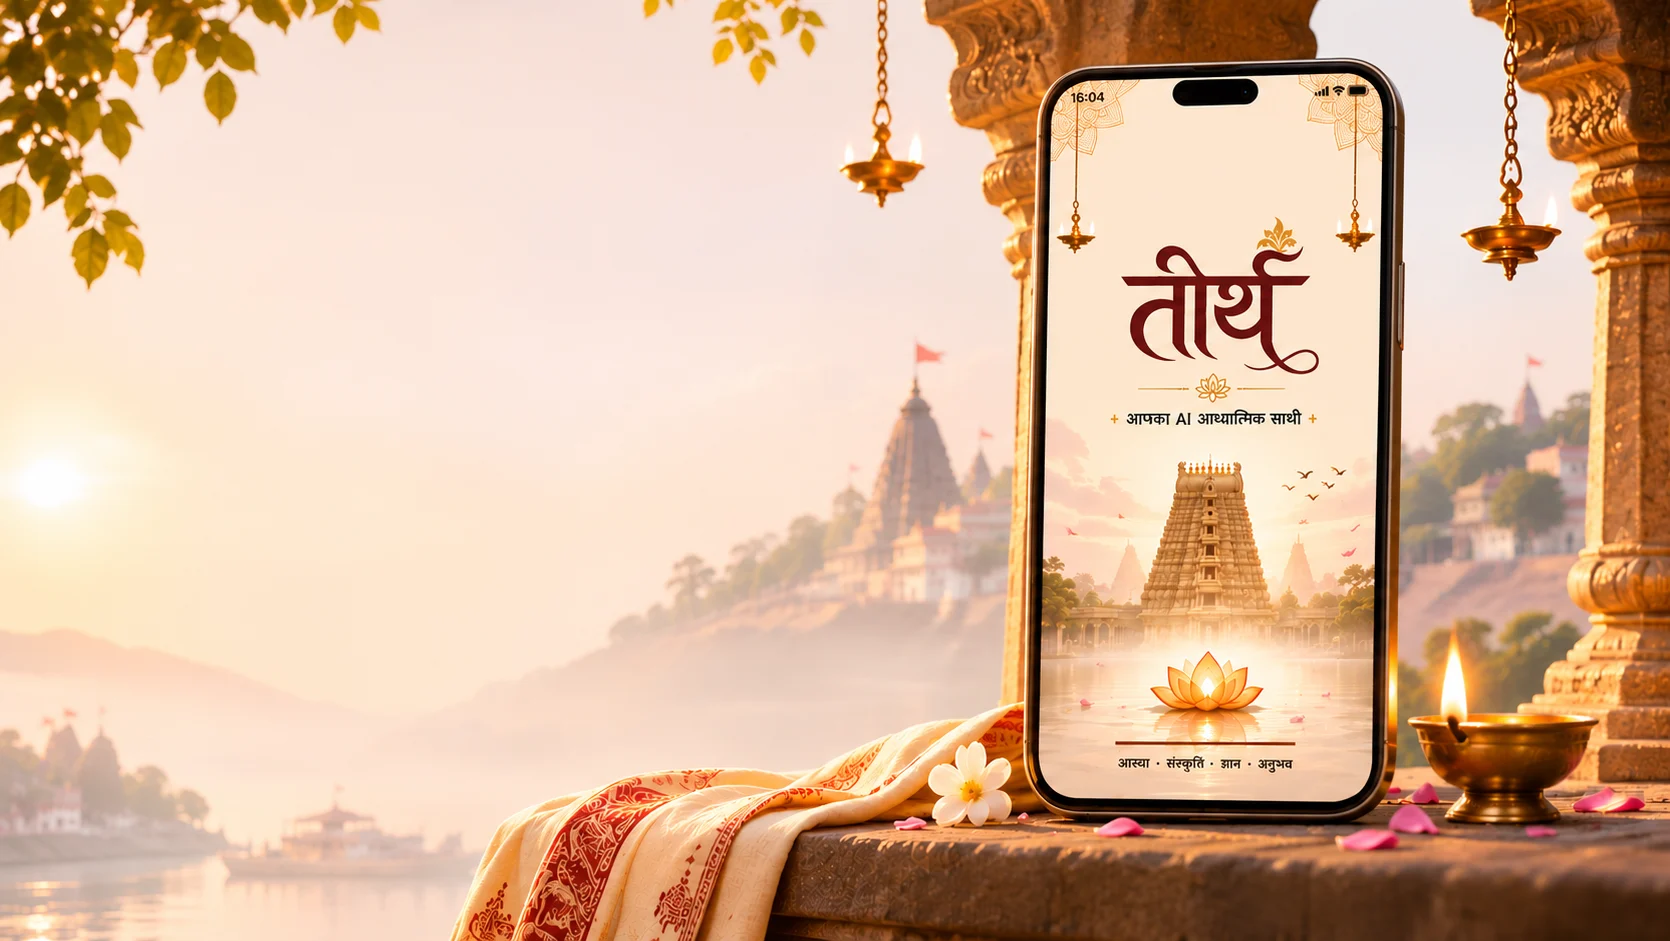 16:04
तीर्थ
आपका AI आध्यात्मिक साथी
आस्था · संस्कृति · ज्ञान · अनुभव